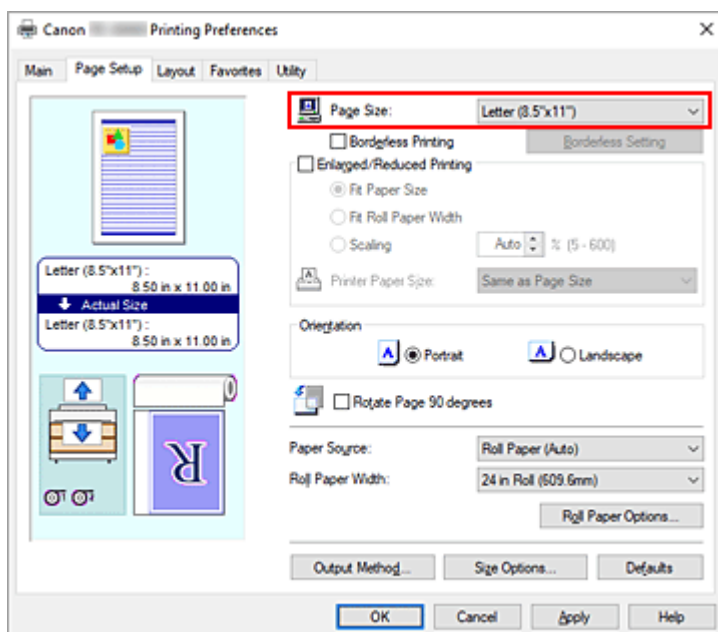 Canon Printing Preferences
Main Page Setup Layout Favorites Utility
Page Size: Letter (8.5"x11")
Borderless Printing Borderless Setting
Enlarged/Reduced Printing
Fit Paper Size
Fit Roll Paper Width
Scaling Auto % (5 - 600)
Printer Paper Size: Same as Page Size
Letter (8.5"x11") :
8.50 in x 11.00 in
Actual Size
Letter (8.5"x11") :
8.50 in x 11.00 in
Orientation
A Portrait A Landscape
Rotate Page 90 degrees
Paper Source: Roll Paper (Auto)
Roll Paper Width: 24 in Roll (609.6mm)
Roll Paper Options...
Output Method... Size Options... Defaults
OK Cancel Apply Help